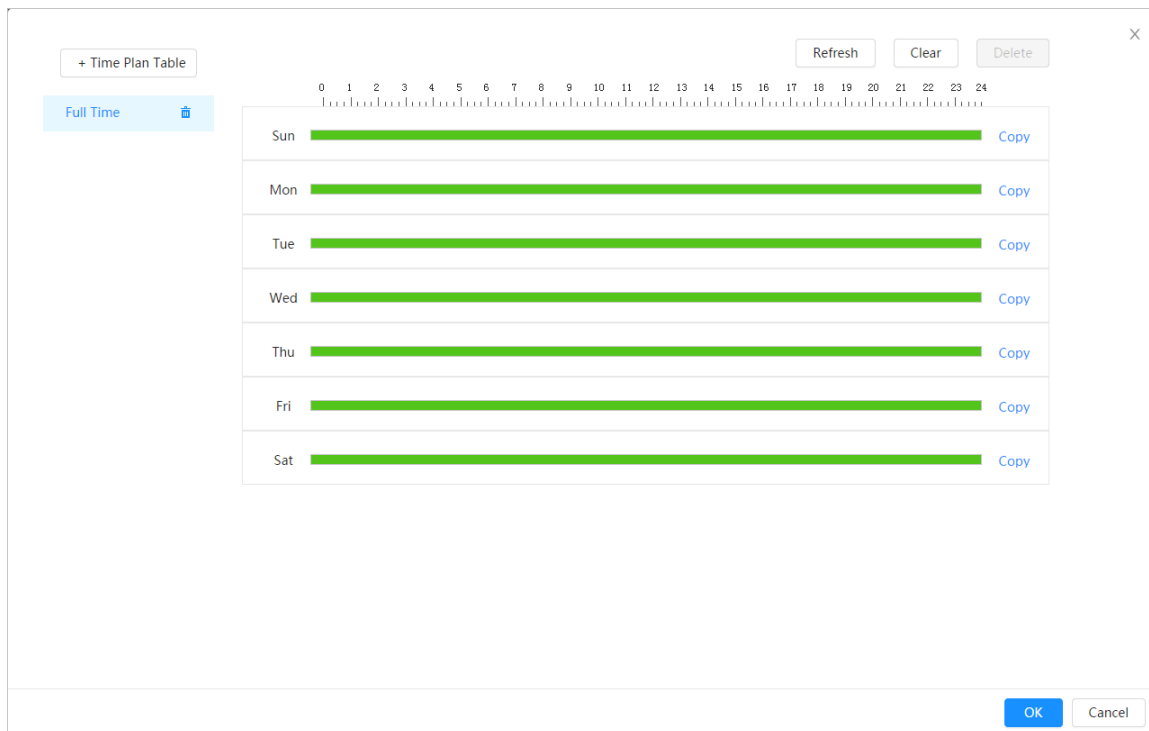 + Time Plan Table
Refresh Clear Delete X
Full Time
0 1 2 3 4 5 6 7 8 9 10 11 12 13 14 15 16 17 18 19 20 21 22 23 24
Sun Copy
Mon Copy
Tue Copy
Wed Copy
Thu Copy
Fri Copy
Sat Copy
OK Cancel